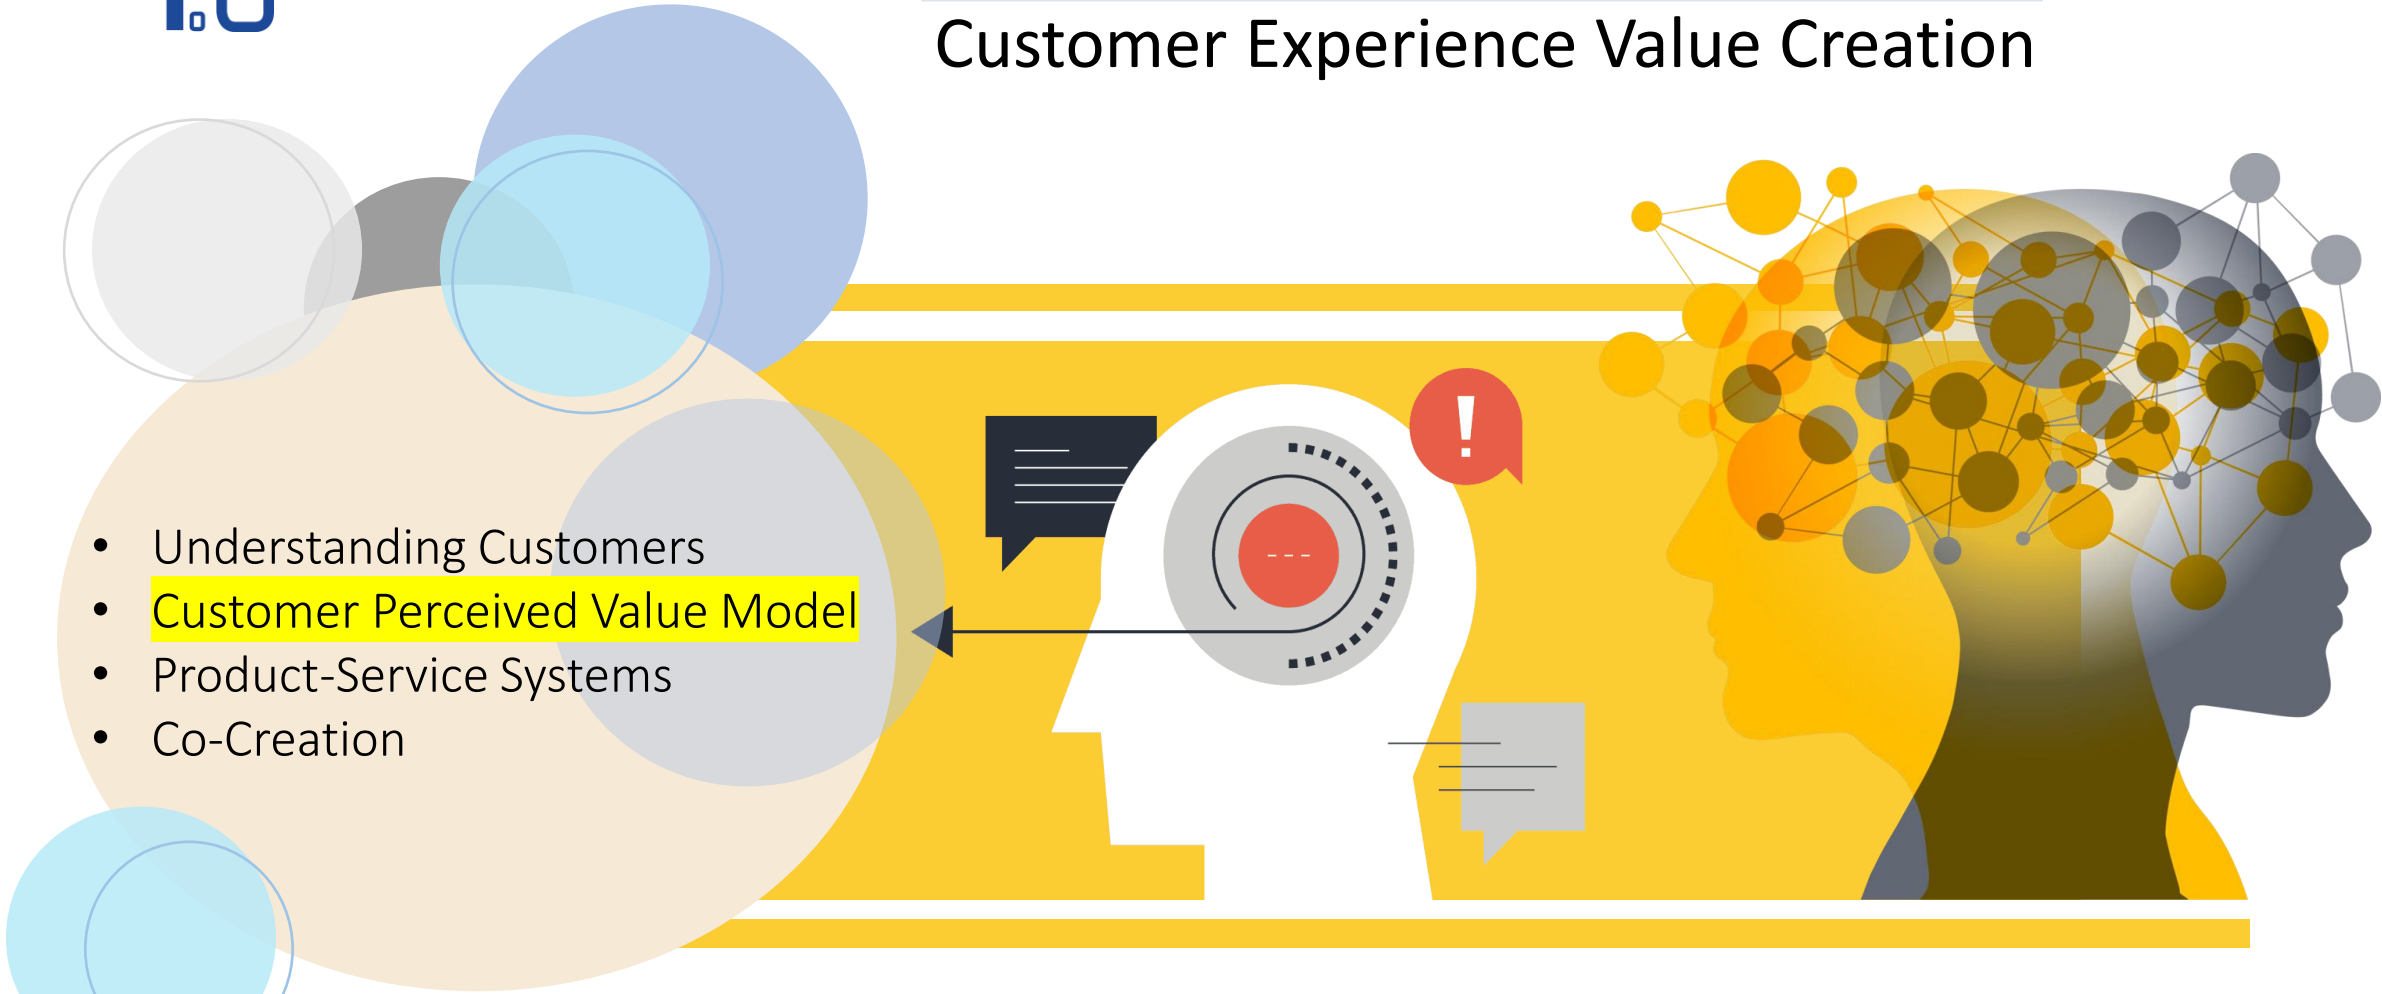 Customer Experience Value Creation
!
• Understanding Customers
• Customer Perceived Value Model
• Product-Service Systems
• Co-Creation